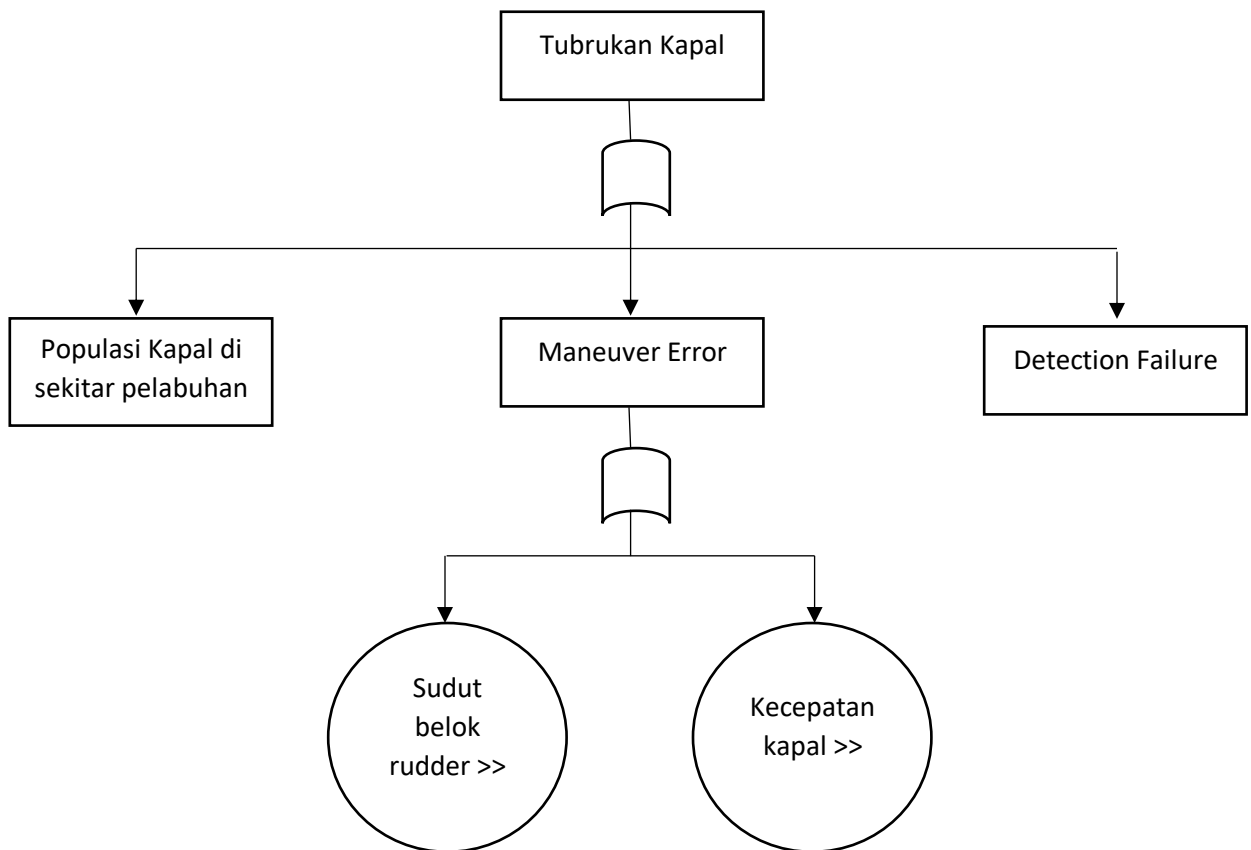 Tubrukan Kapal
Populasi Kapal di
sekitar pelabuhan
Maneuver Error
Detection Failure
Sudut
belok
rudder >>
Kecepatan
kapal >>